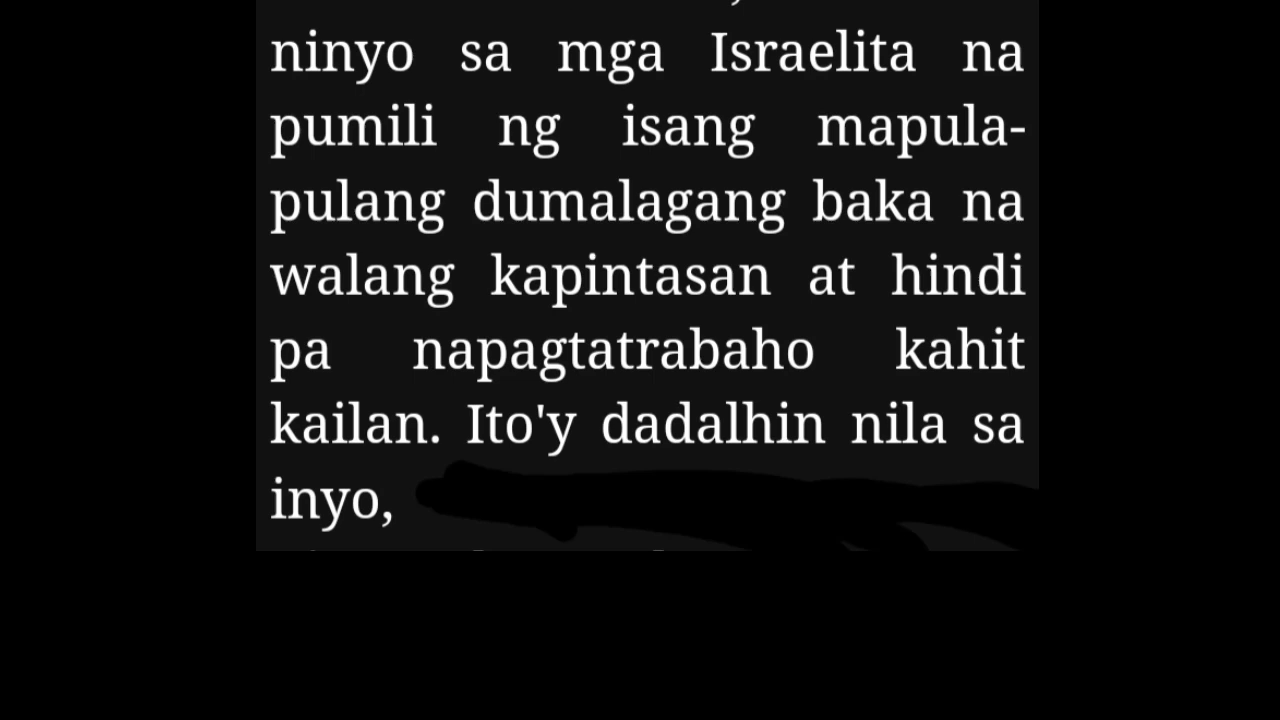 ninyo sa mga Israelita na
pumili ng isang mapula-
pulang dumalagang baka na
walang kapintasan at hindi
pa napagtatrabaho kahit
kailan. Ito'y dadalhin nila sa
inyo,